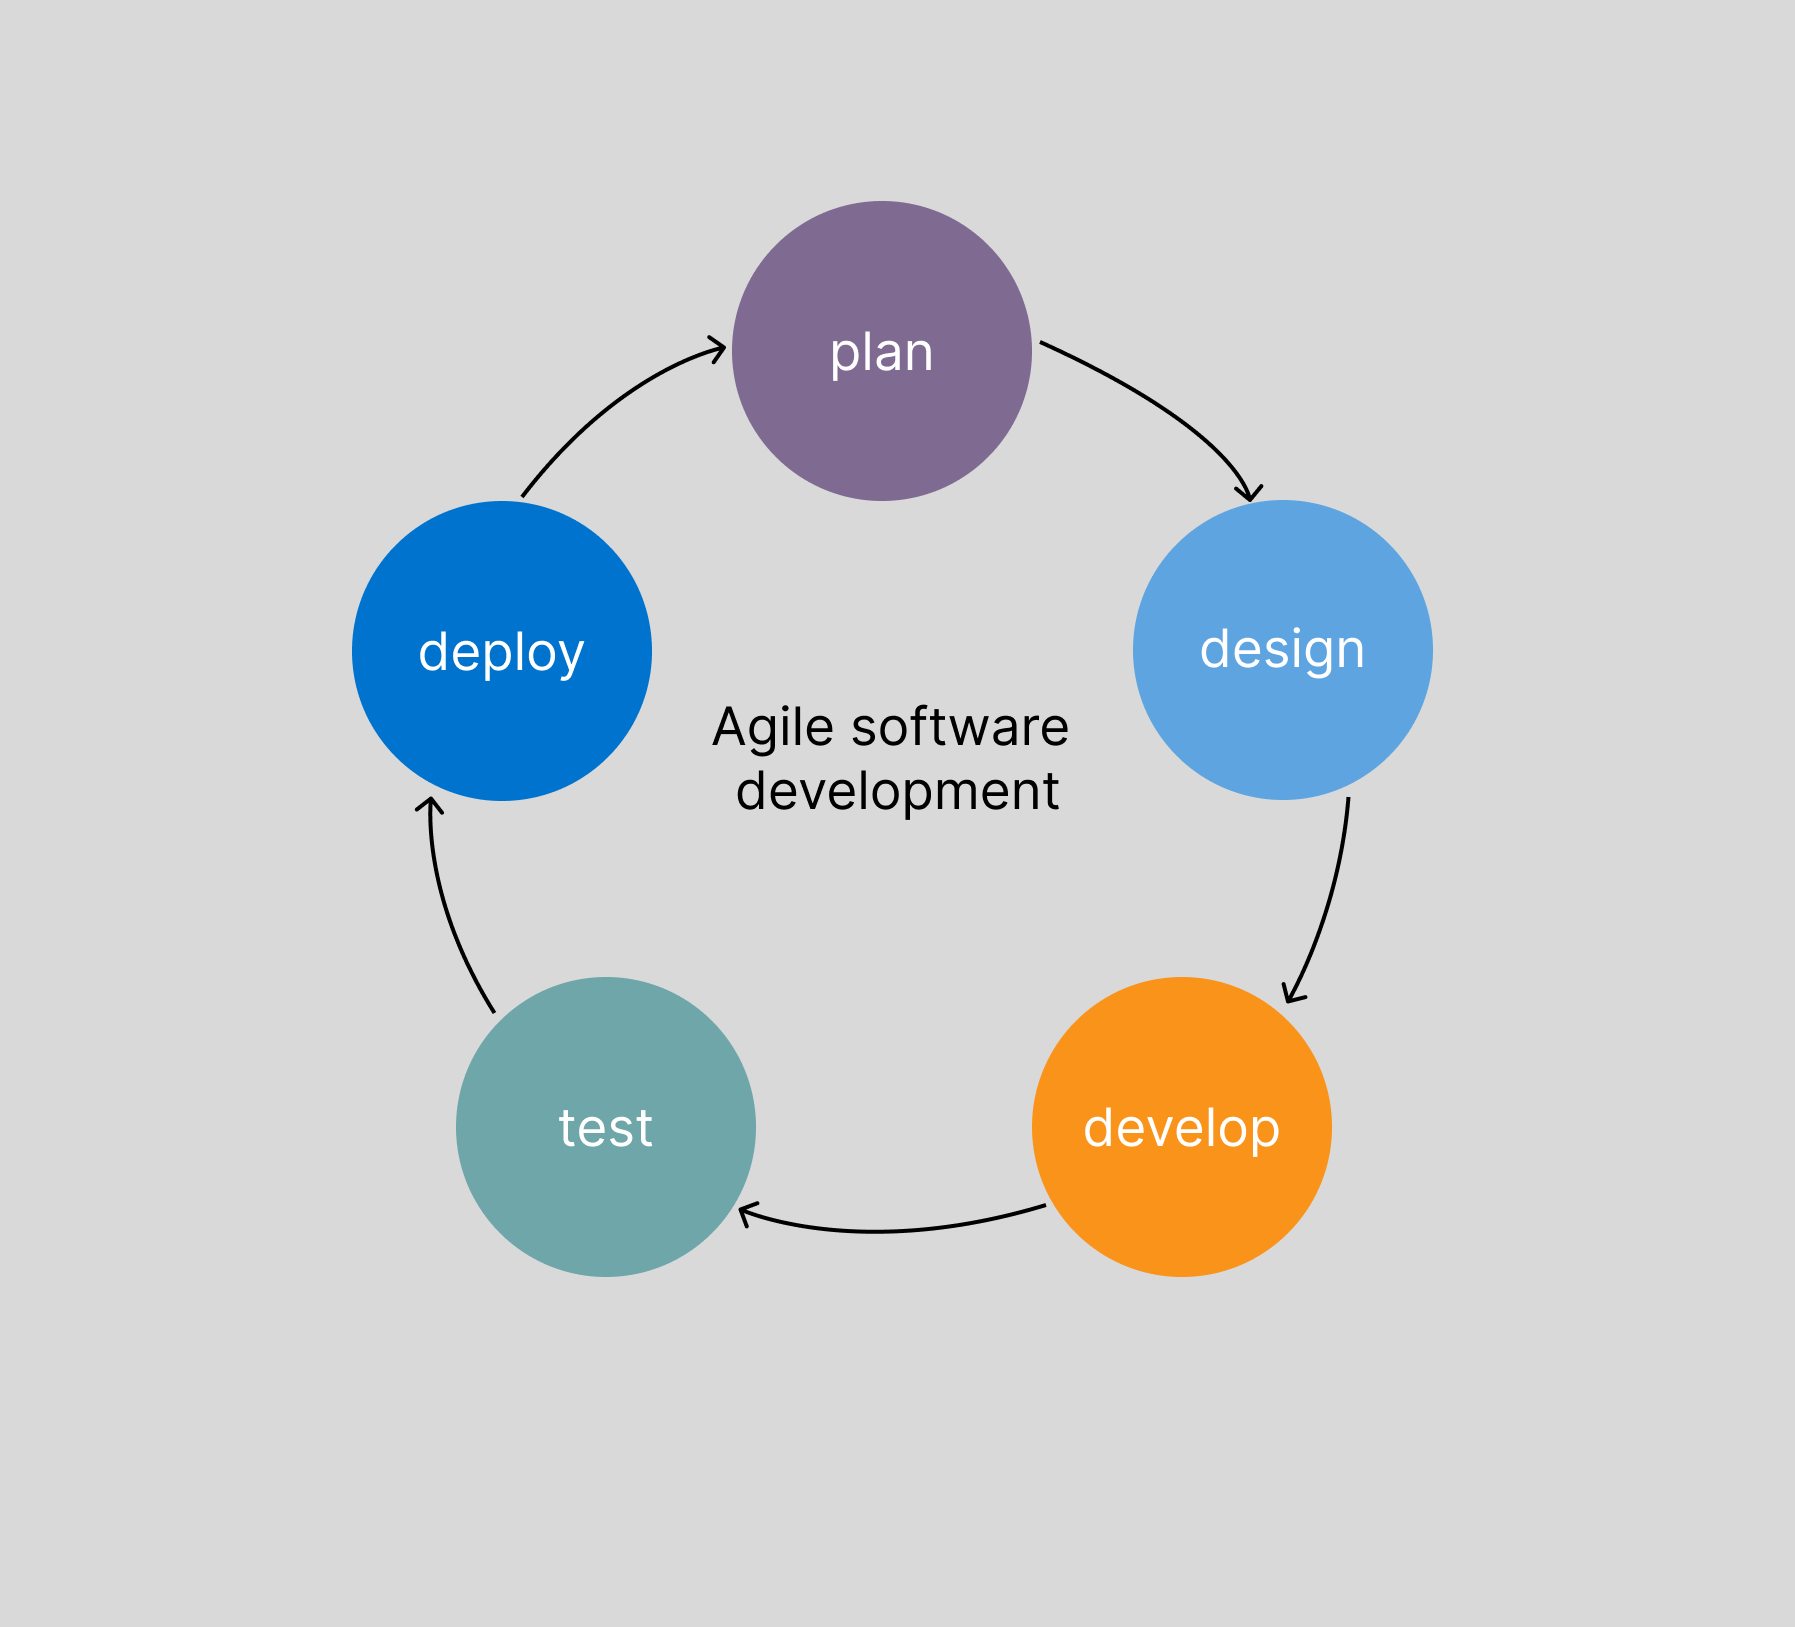 plan
design
deploy
Agile software
development
develop
test